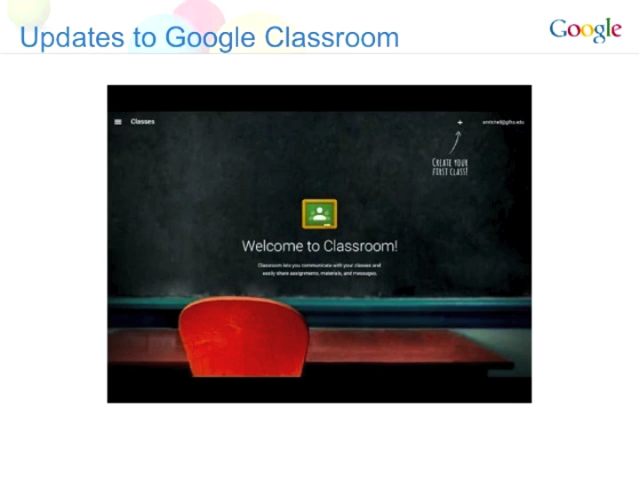 Updates to Google Classroom
Google
Classes
CREATE YOUR
FIRST CLASS!
Welcome to Classroom!
Classroom lets you communicate with your classes and
easily share assignments, materials, and messages.